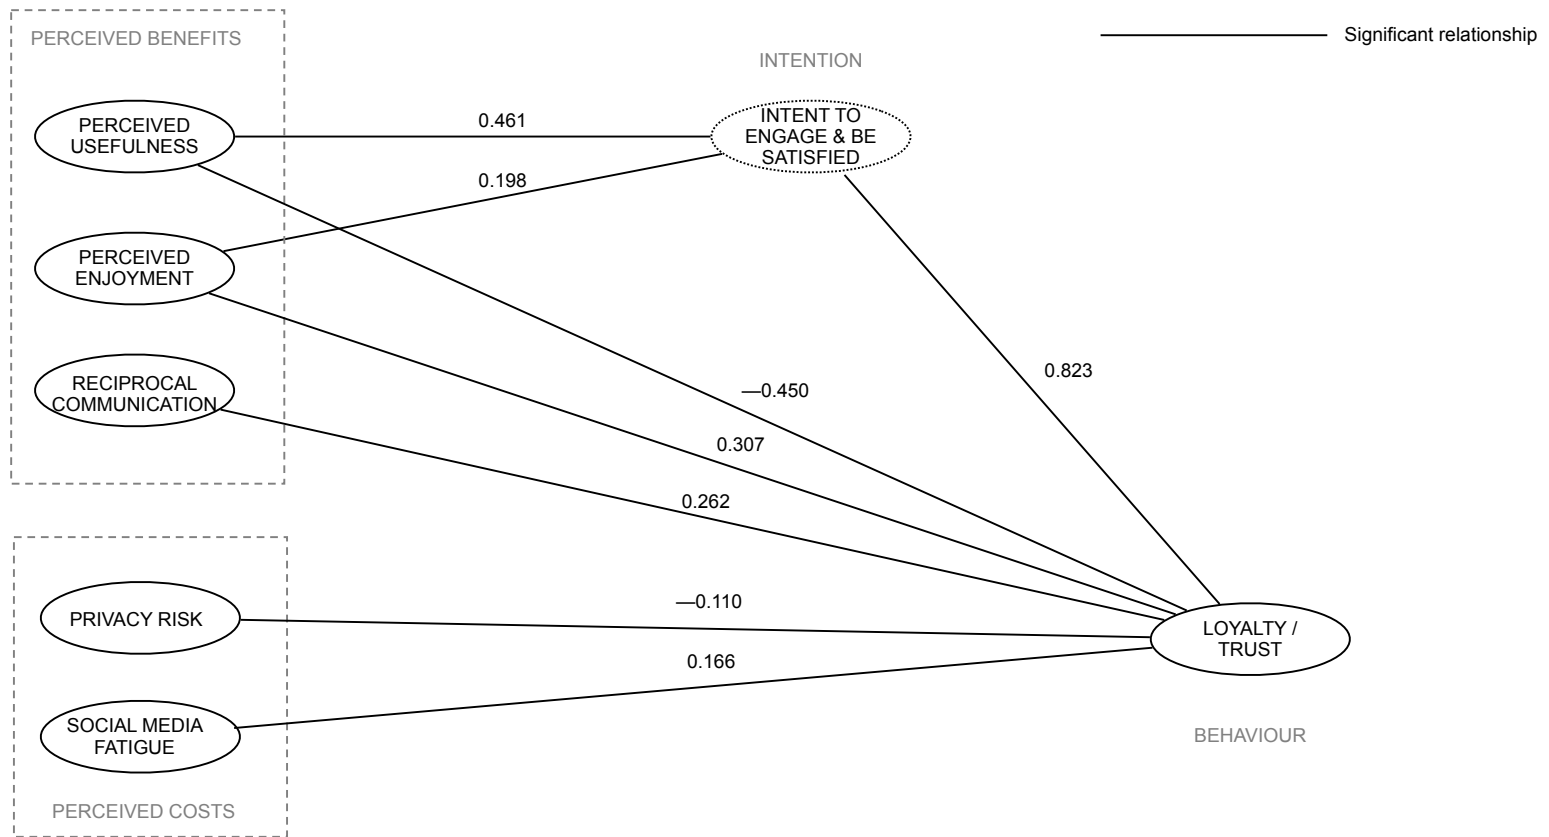 PERCEIVED BENEFITS
Significant relationship
INTENTION
PERCEIVED
USEFULNESS
0.461
INTENT TO
ENGAGE & BE
SATISFIED
0.198
PERCEIVED
ENJOYMENT
0.823
RECIPROCAL
COMMUNICATION
—0.450
0.307
0.262
PRIVACY RISK
—0.110
LOYALTY /
TRUST
0.166
SOCIAL MEDIA
FATIGUE
BEHAVIOUR
PERCEIVED COSTS